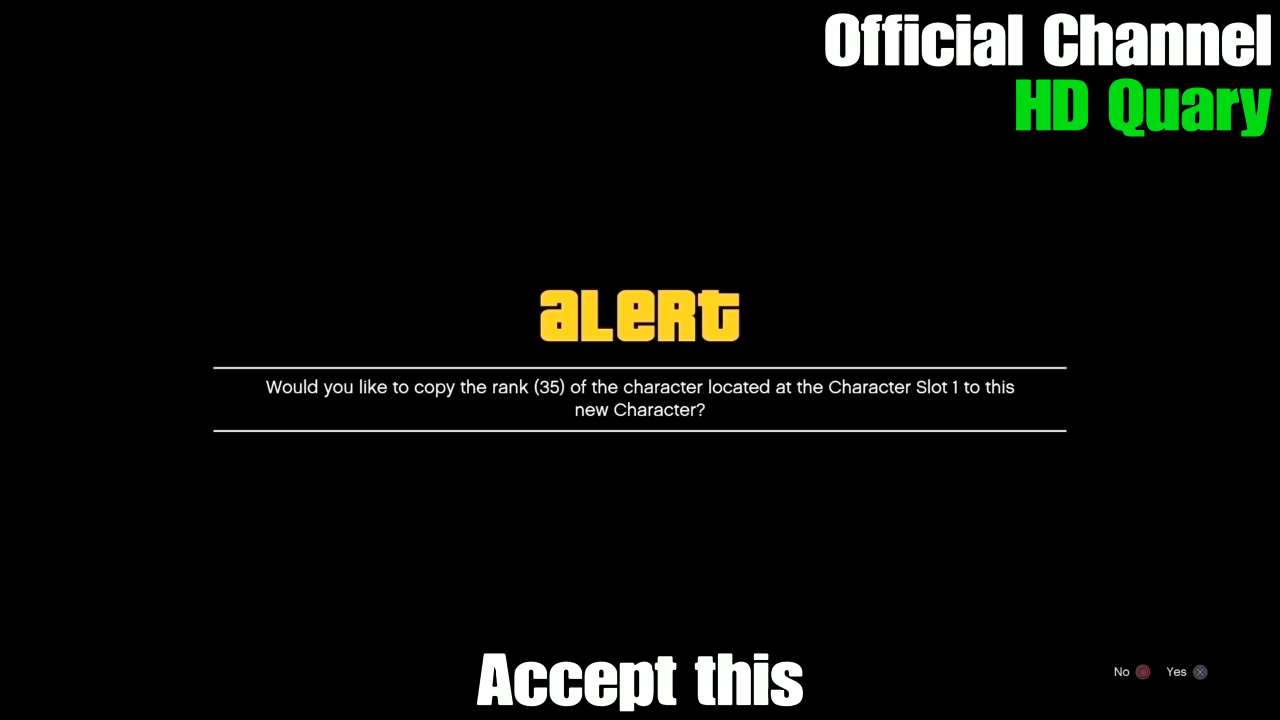 Official Channel
HD Quary
alert
Would you like to copy the rank (35) of the character located at the Character Slot 1 to this
new Character?
Accept this
No Yes